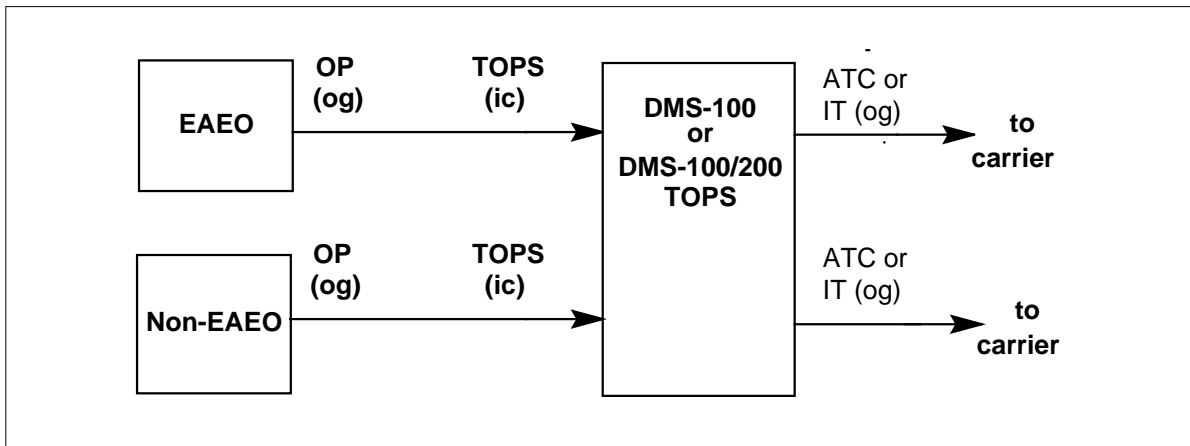 EAEO
OP
(og)
TOPS
(ic)
DMS-100
or
DMS-100/200
TOPS
ATC or
IT (og)
to
carrier
Non-EAEO
OP
(og)
TOPS
(ic)
ATC or
IT (og)
to
carrier